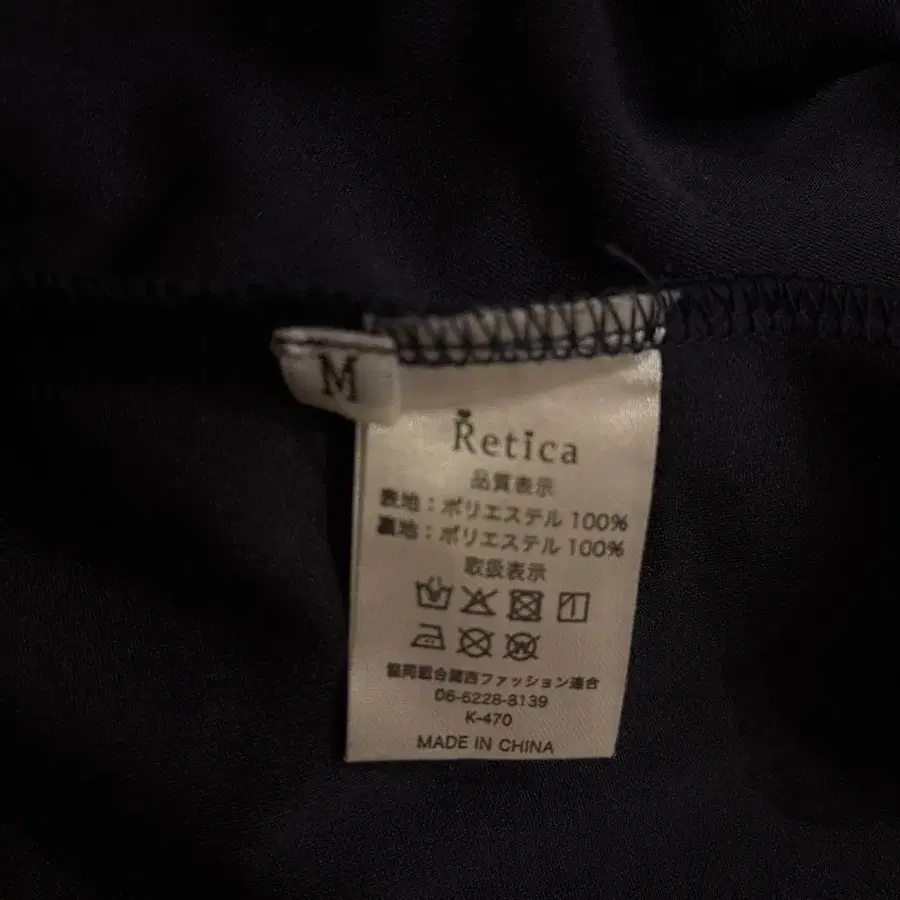 M
Retica
品質表示
表地：ポリエステル 100%
裏地：ポリエステル 100%
取扱表示
協同組合関西ファッション連合
06-6228-8139
K-470
MADE IN CHINA